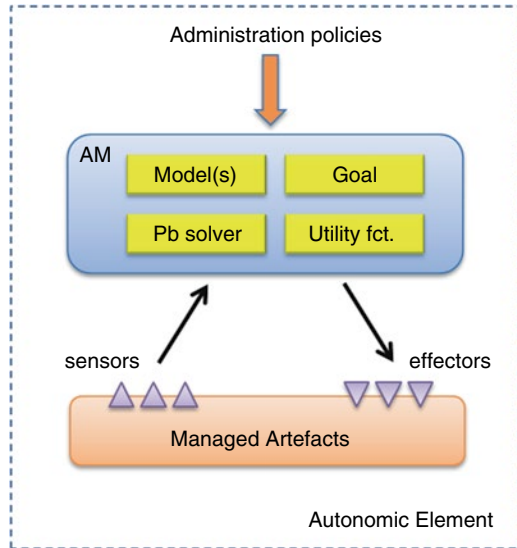 Administration policies
AM
Model(s)
Goal
Pb solver
Utility fct.
sensors
effectors
Managed Artefacts
Autonomic Element